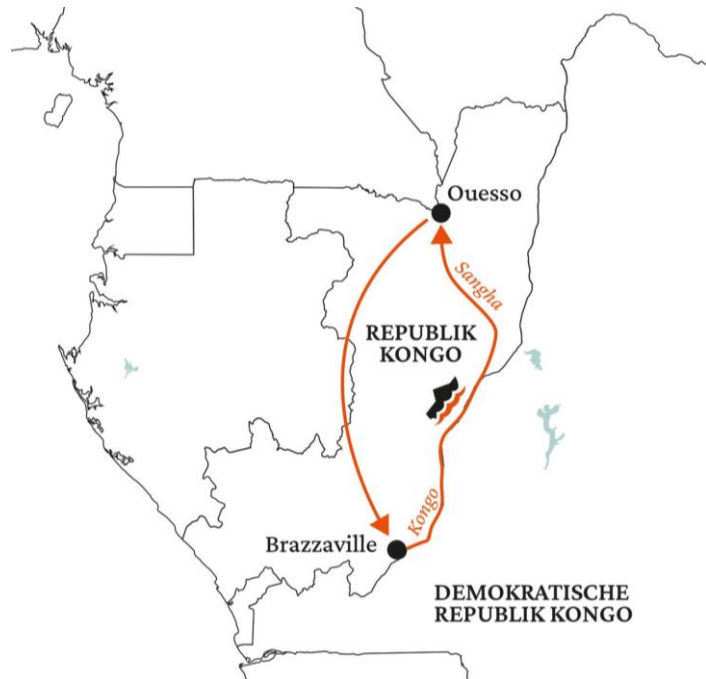 Ouesso
Sangha
REPUBLIK
KONGO
Kongo
Brazzaville
DEMOKRATISCHE
REPUBLIK KONGO